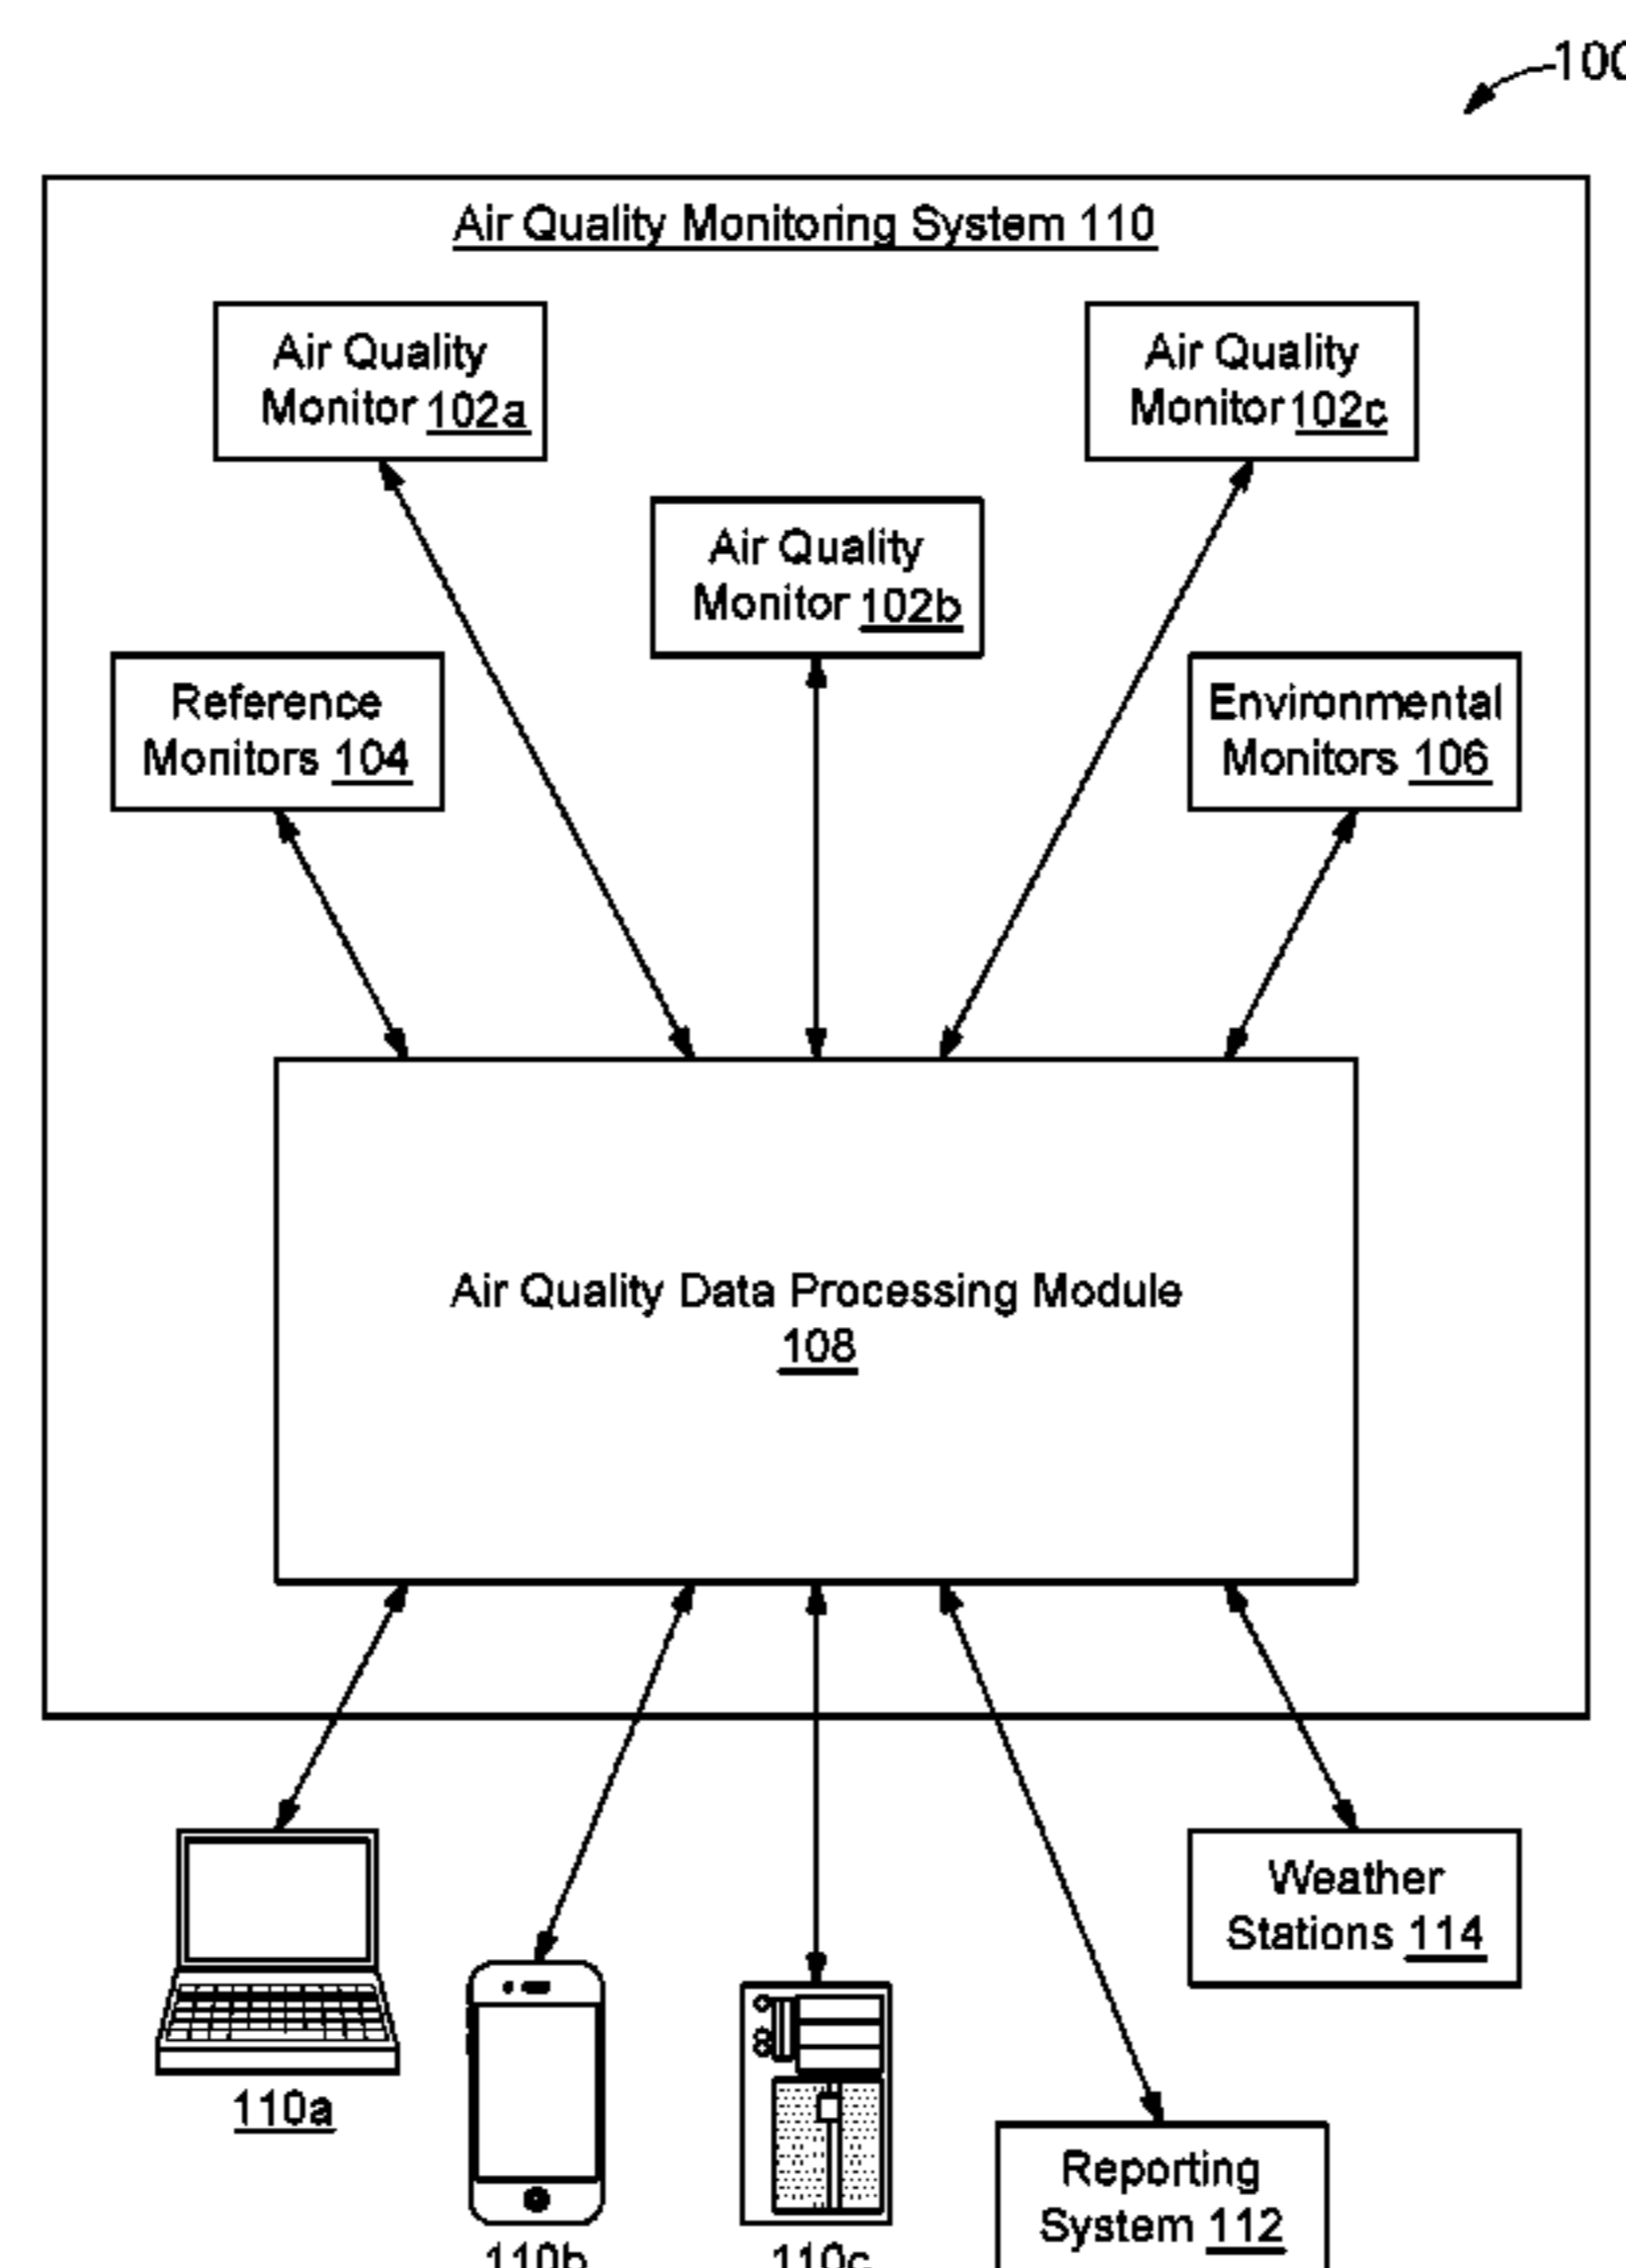 100
Air Quality Monitoring System 110
Air Quality
Monitor 102a
Air Quality
Monitor 102c
Air Quality
Monitor 102b
Reference
Monitors 104
Environmental
Monitors 106
Air Quality Data Processing Module
108
Weather
Stations 114
110a
Reporting
System 112
110b
110c